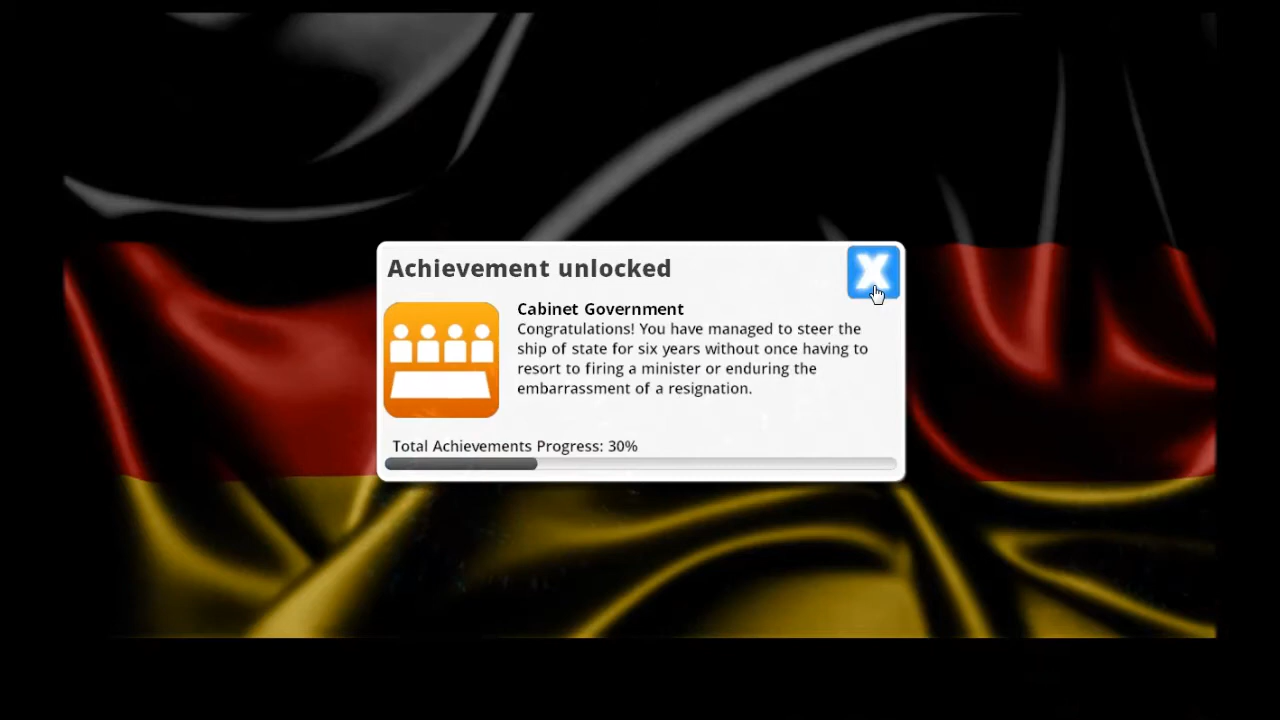 Achievement unlocked
X
Cabinet Government
Congratulations! You have managed to steer the
ship of state for six years without once having to
resort to firing a minister or enduring the
embarrassment of a resignation.
Total Achievements Progress: 30%